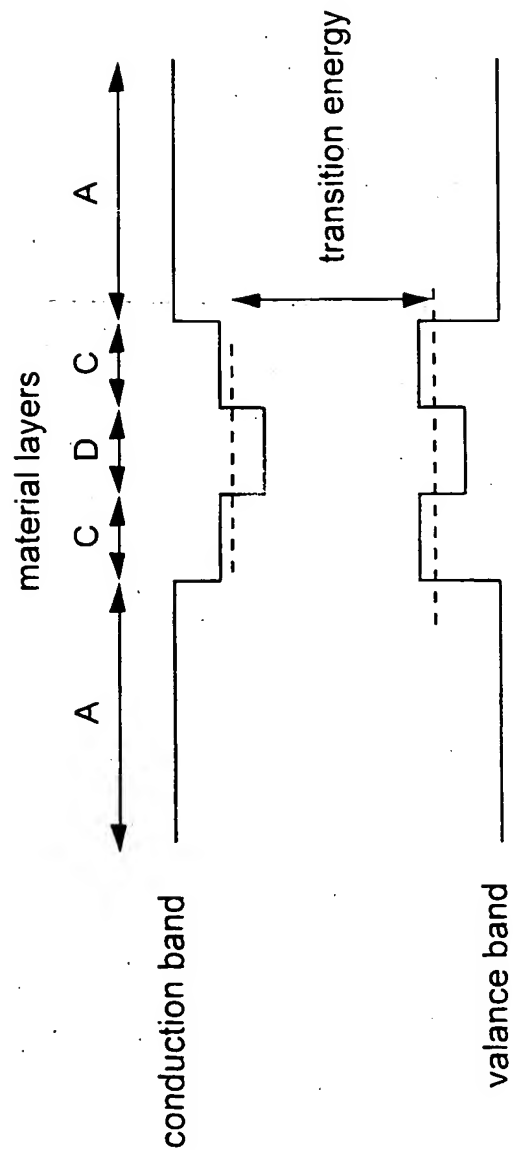 material layers
A
C
D
C
A
conduction band
transition energy
valance band